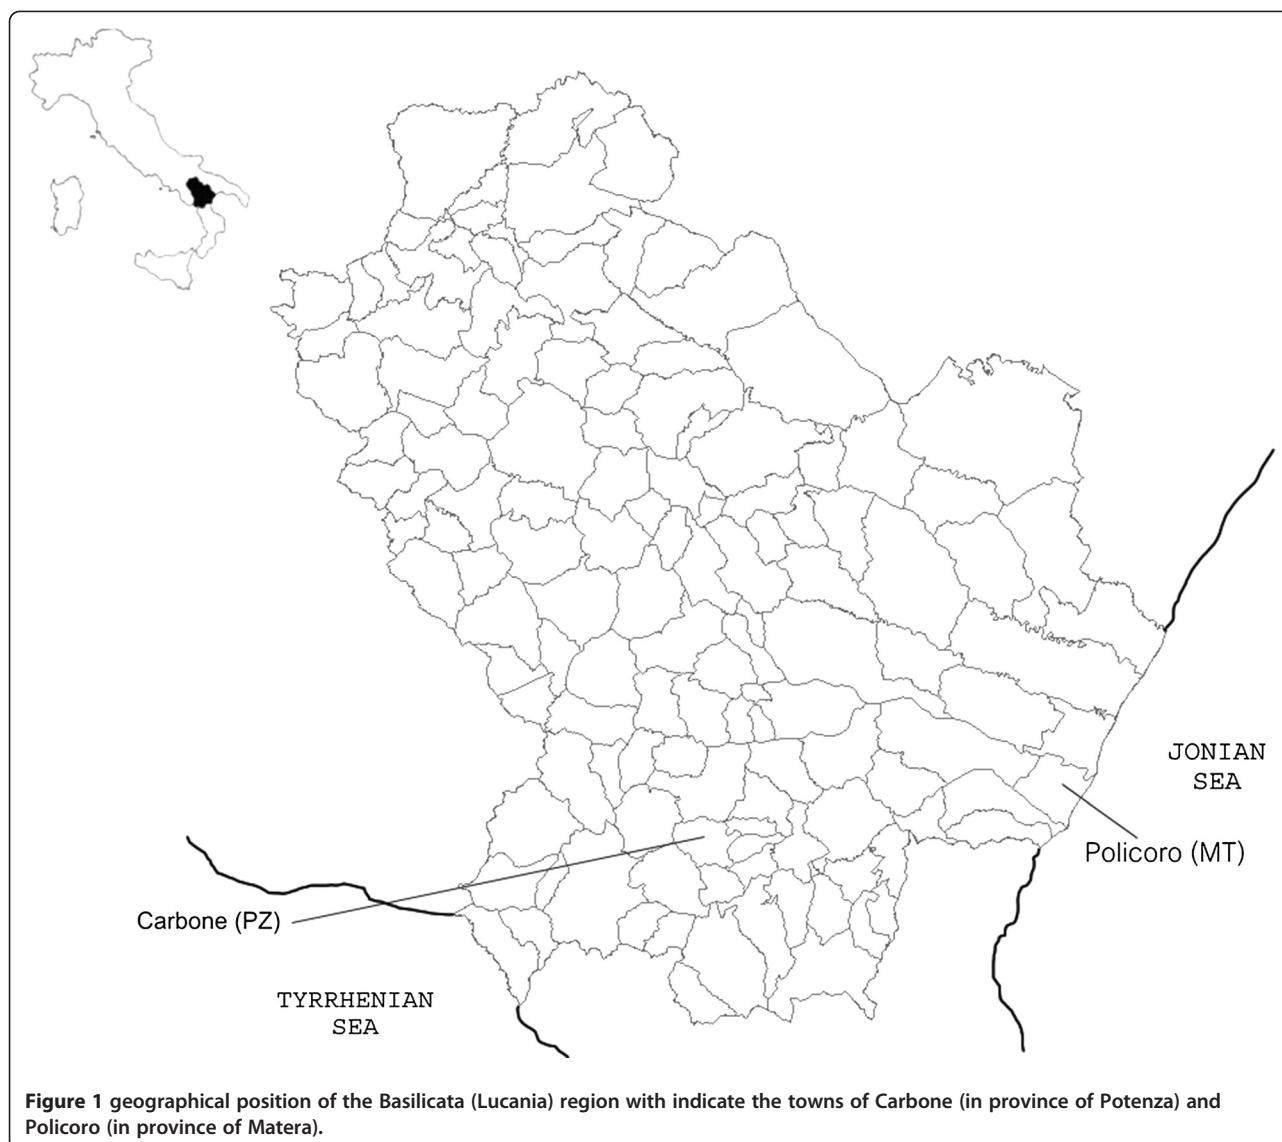 JONIAN
SEA
Policoro (MT)
Carbone (PZ)
TYRRHENIAN
SEA
Figure 1 geographical position of the Basilicata (Lucania) region with indicate the towns of Carbone (in province of Potenza) and
Policoro (in province of Matera).